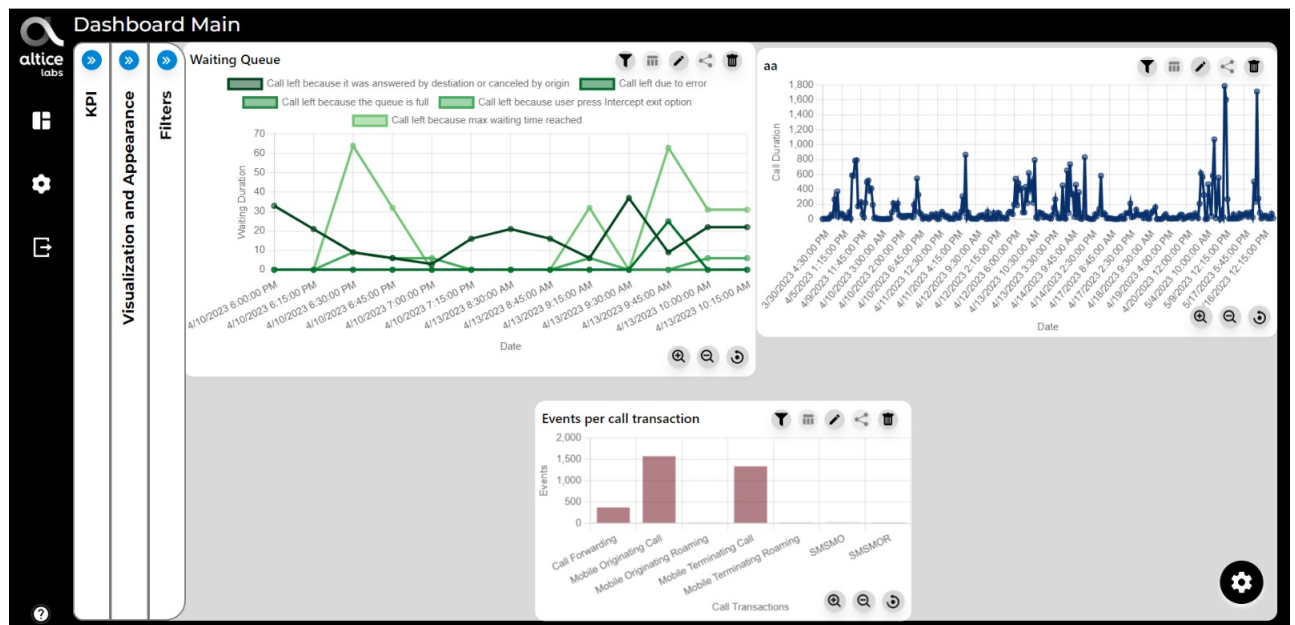 altice
labs
Dashboard Main
KPI
Visualization and Appearance
Filters
Waiting Queue
Call left because it was answered by destiation or canceled by origin
Call left due to error
Call left because the queue is full
Call left because user press Intercept exit option
Call left because max waiting time reached
Waiting Duration
70
60
50
40
30
20
10
0
4/10/2023 6:00:00 PM
4/10/2023 6:15:00 PM
4/10/2023 6:30:00 PM
4/10/2023 6:45:00 PM
4/10/2023 7:00:00 PM
4/10/2023 7:15:00 PM
4/13/2023 8:30:00 AM
4/13/2023 8:45:00 AM
4/13/2023 9:15:00 AM
4/13/2023 9:30:00 AM
4/13/2023 9:45:00 AM
4/13/2023 10:00:00 AM
4/13/2023 10:15:00 AM
Date
aa
Call Duration
1,800
1,600
1,400
1,200
1,000
800
600
400
200
0
3/30/2023 4:30:00 PM
4/5/2023 1:15:00 PM
4/9/2023 11:45:00 PM
4/10/2023 3:00:00 AM
4/10/2023 2:00:00 PM
4/10/2023 6:45:00 PM
4/11/2023 12:30:00 PM
4/11/2023 4:15:00 PM
4/12/2023 9:30:00 AM
4/12/2023 2:15:00 PM
4/12/2023 6:00:00 PM
4/13/2023 10:30:00 AM
4/13/2023 3:30:00 PM
4/14/2023 9:45:00 AM
4/14/2023 2:30:00 PM
4/17/2023 8:45:00 AM
4/17/2023 2:30:00 PM
4/18/2023 9:30:00 AM
4/19/2023 4:00:00 PM
4/20/2023 12:00:00 PM
5/4/2023 10:00:00 AM
5/9/2023 12:15:00 PM
5/17/2023 5:45:00 PM
/16/2023 12:15:00 PM
Date
Events per call transaction
Events
2,000
1,500
1,000
500
0
Call Forwarding
Mobile Originating Call
Mobile Originating Roaming
Mobile Terminating Call
Mobile Terminating Roaming
SMSMO
SMSMOR
Call Transactions